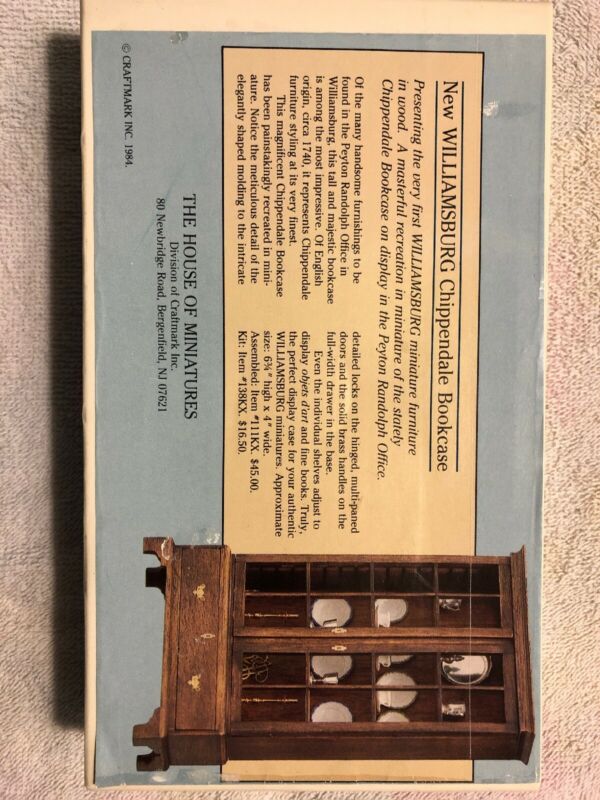 New WILLIAMSBURG Chippendale Bookcase
Presenting the very first WILLIAMSBURG miniature furniture
in wood. A masterful recreation in miniature of the stately
Chippendale Bookcase on display in the Peyton Randolph Office.
Of the many handsome furnishings to be
found in the Peyton Randolph Office in
Williamsburg, this tall and majestic bookcase
is among the most impressive. Of English
origin, circa 1740, it represents Chippendale
furniture styling at its very finest.
This magnificent Chippendale Bookcase
has been painstakingly recreated in mini-
ature. Notice the meticulous detail of the
elegantly shaped molding to the intricate
detailed locks on the hinged, multi-paned
doors and the solid brass handles on the
full-width drawer in the base.
Even the individual shelves adjust to
display objets d'art and fine books. Truly,
the perfect display case for your authentic
WILLIAMSBURG miniatures. Approximate
size: 6¾" high x 4" wide.
Assembled: Item #111KX. $45.00.
Kit: Item #138KX. $16.50.
THE HOUSE OF MINIATURES
Division of Craftmark Inc.
80 Newbridge Road, Bergenfield, NJ 07621
© CRAFTMARK INC. 1984.